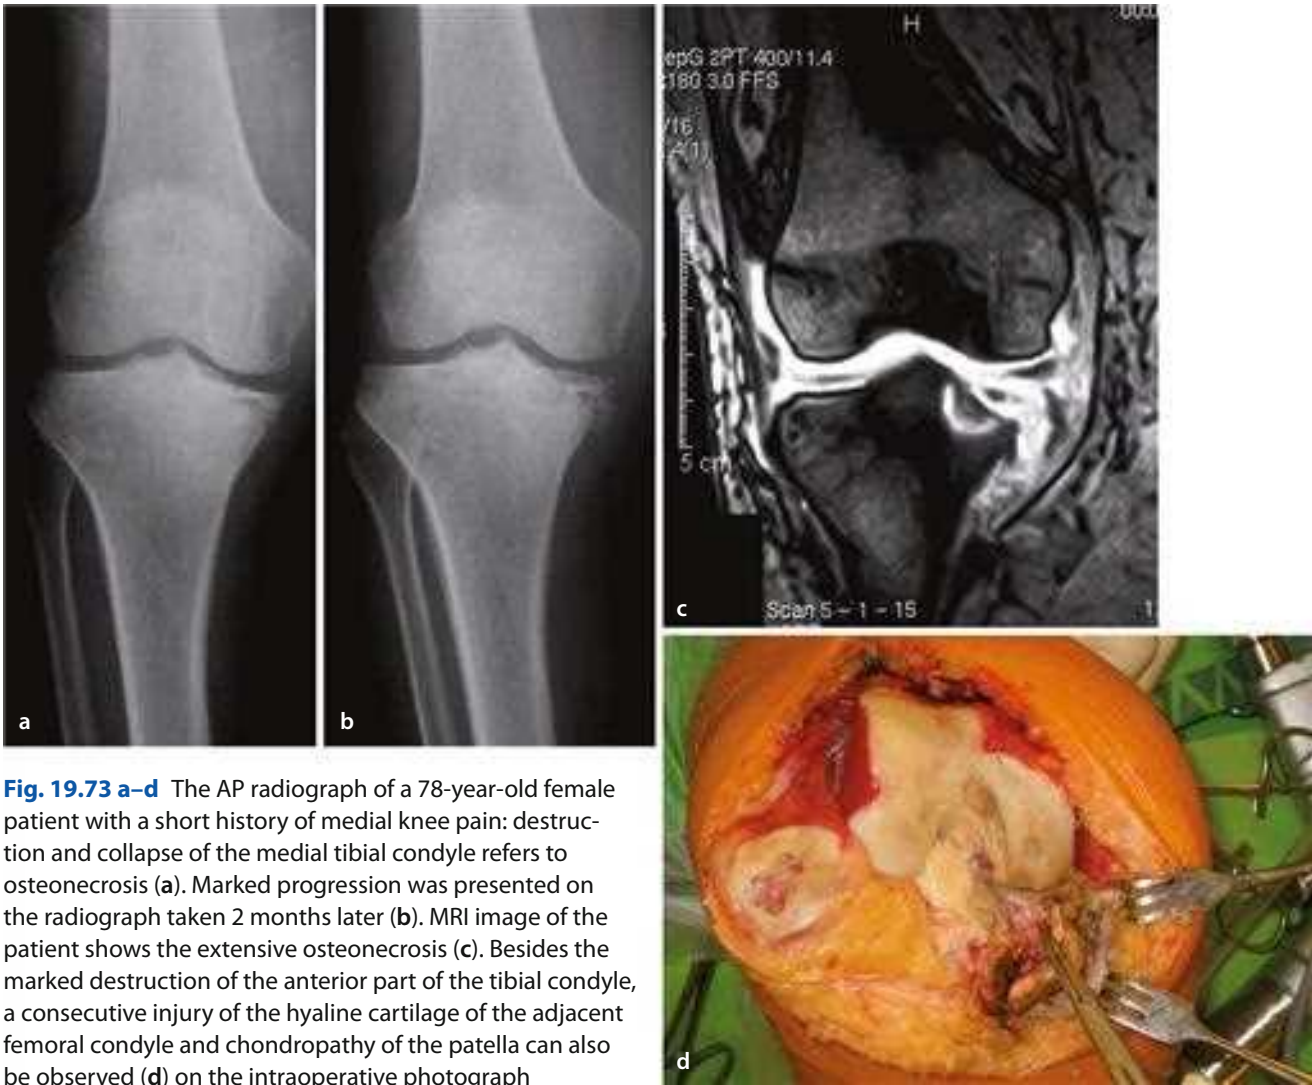 H
epG 2PT 400/11.4
180 3.0 FFS
/16
A(1)
5 cm
c
Scan 5 - 1 - 15
1
a
b
d
Fig. 19.73 a–d The AP radiograph of a 78-year-old female
patient with a short history of medial knee pain: destruc-
tion and collapse of the medial tibial condyle refers to
osteonecrosis (a). Marked progression was presented on
the radiograph taken 2 months later (b). MRI image of the
patient shows the extensive osteonecrosis (c). Besides the
marked destruction of the anterior part of the tibial condyle,
a consecutive injury of the hyaline cartilage of the adjacent
femoral condyle and chondropathy of the patella can also
be observed (d) on the intraoperative photograph